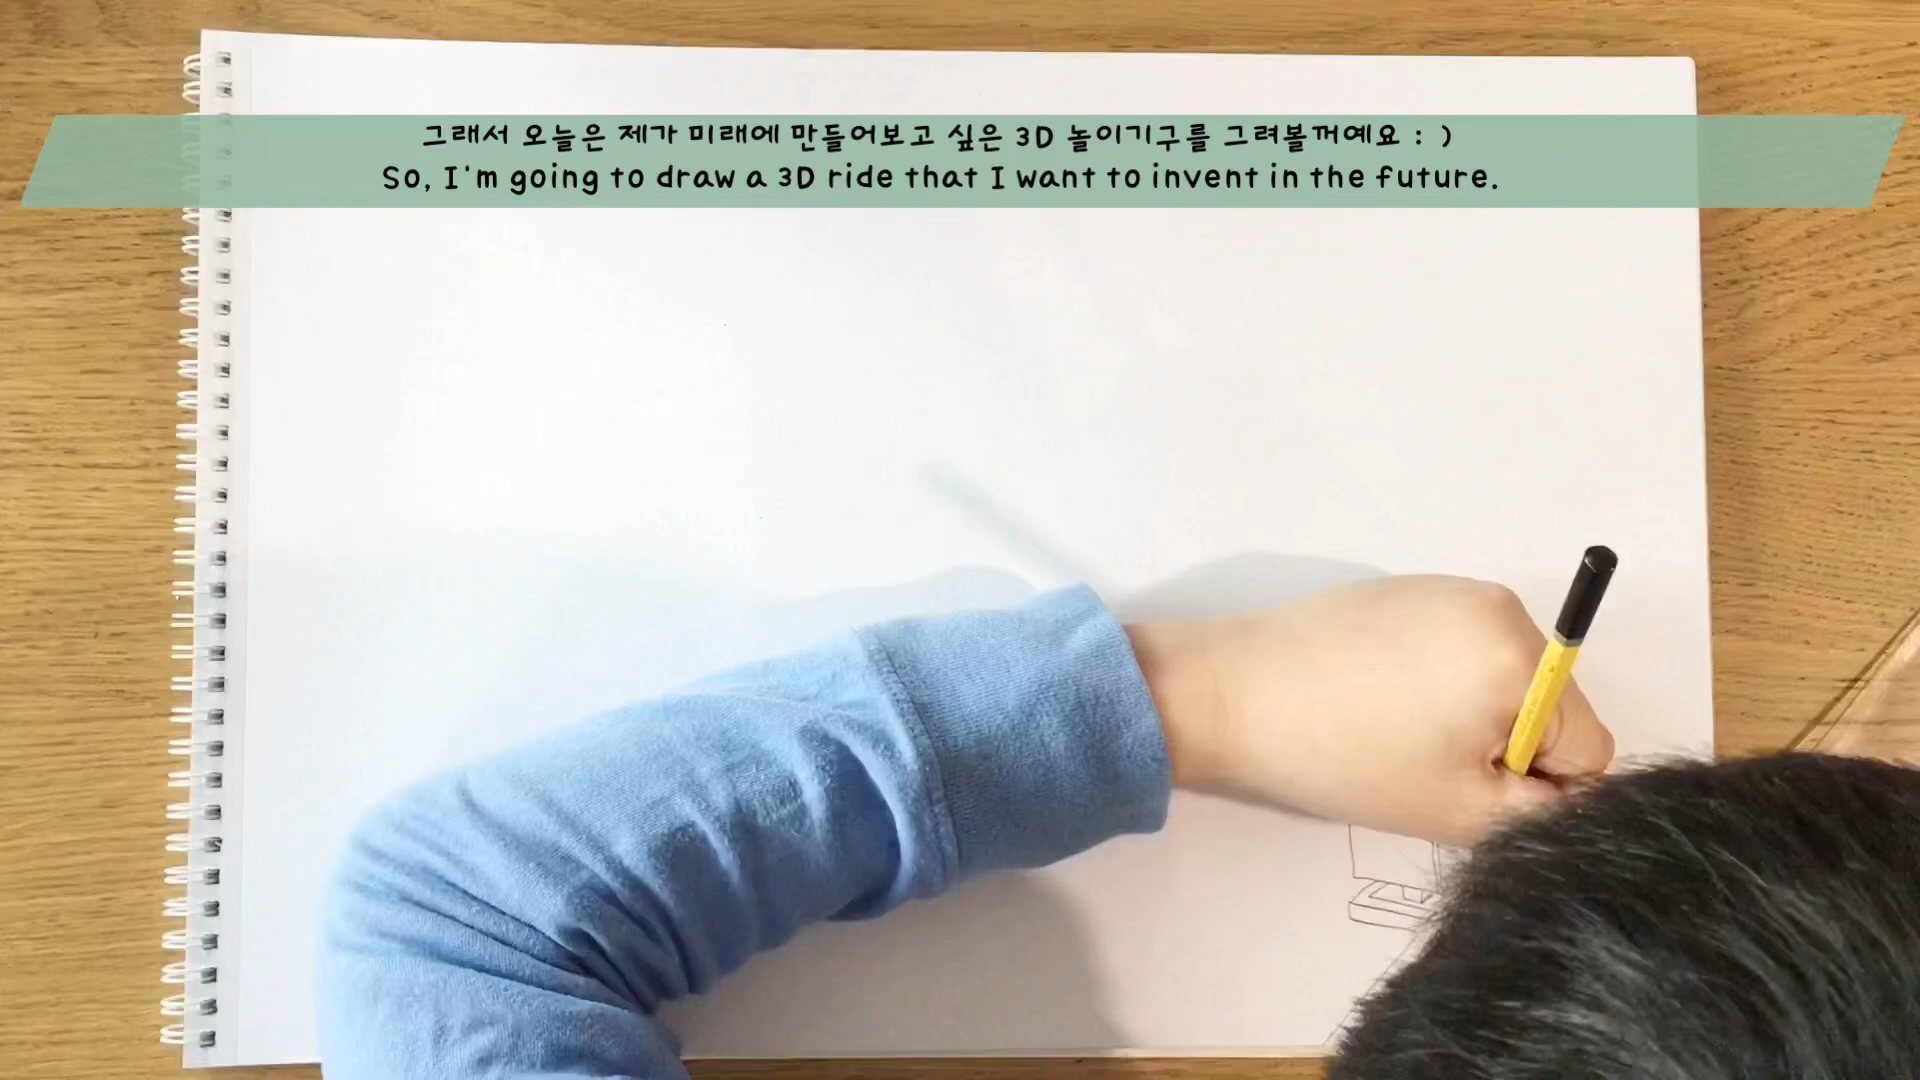 그래서 오늘은 제가 미래에 만들어보고 싶은 3D 놀이기구를 그려볼꺼예요 : )
So, I'm going to draw a 3D ride that I want to invent in the future.